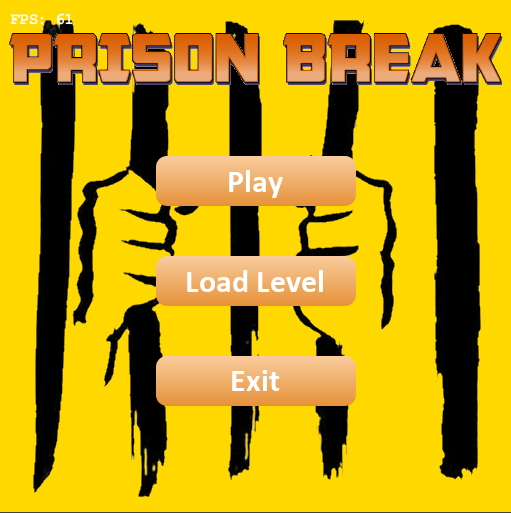 FPS: 61
PRISON BREAK
Play
Load Level
Exit